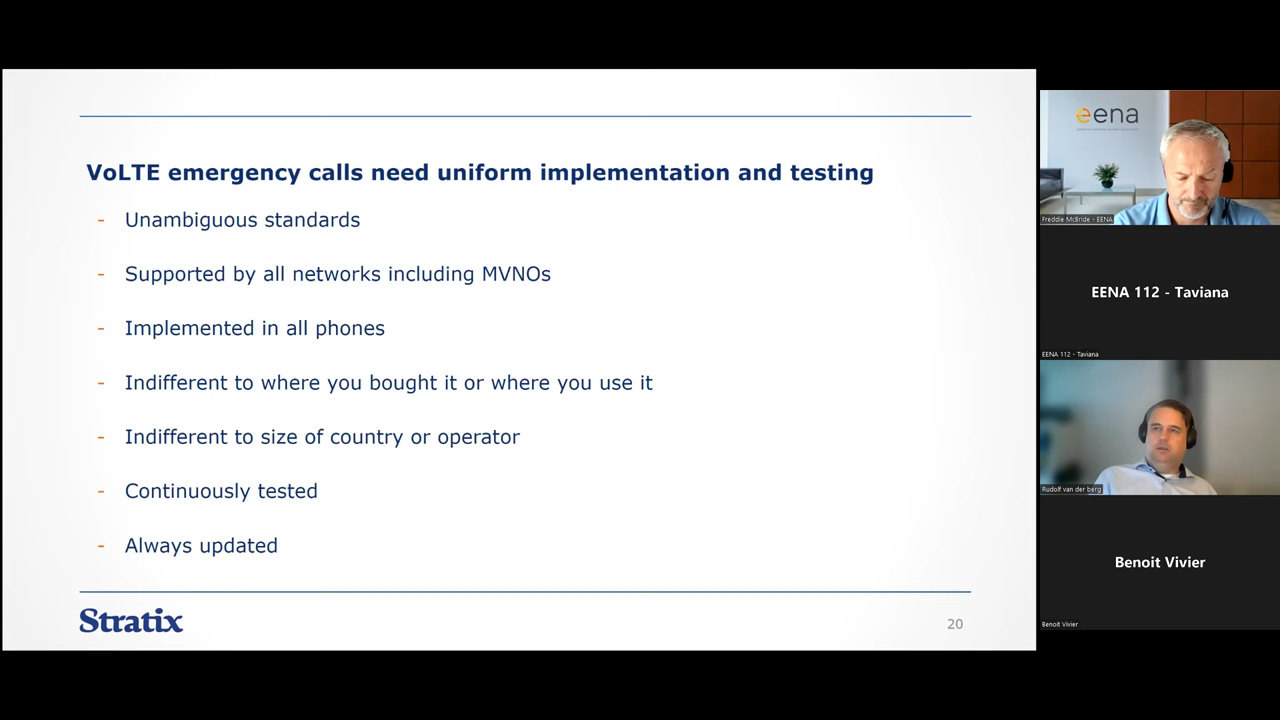 VoLTE emergency calls need uniform implementation and testing
- Unambiguous standards
- Supported by all networks including MVNOs
- Implemented in all phones
- Indifferent to where you bought it or where you use it
- Indifferent to size of country or operator
- Continuously tested
- Always updated
Stratix
20
eena
Freddie McBride - EENA
EENA 112 - Taviana
EENA 112 - Taviana
Rudolf van der berg
Benoit Vivier
Benoit Vivier